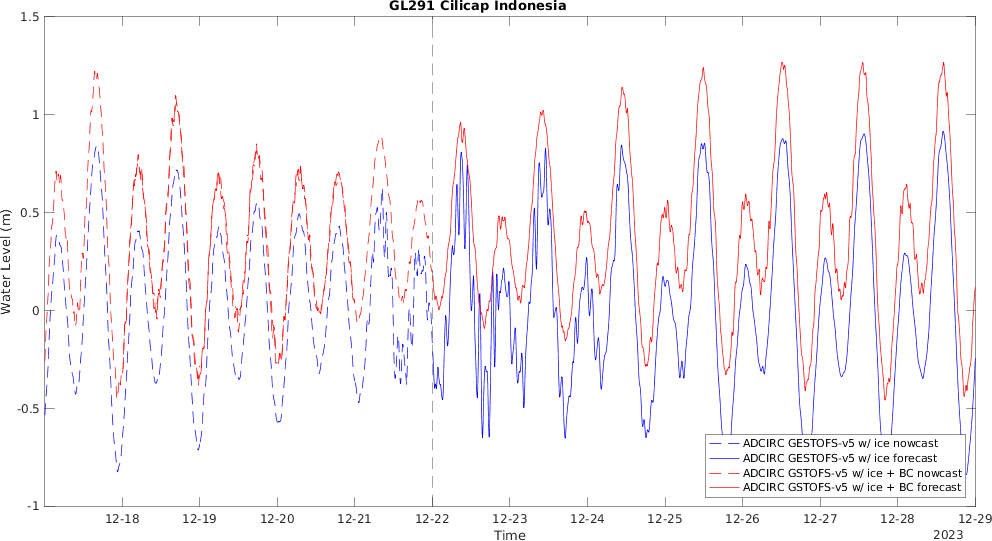 GL291 Cilicap Indonesia
1.5
1
0.5
0
-0.5
-1
Water Level (m)
12-18 12-19 12-20 12-21 12-22 12-23 12-24 12-25 12-26 12-27 12-28 12-29
Time
2023
ADCIRC GESTOFS-v5 w/ ice nowcast
ADCIRC GESTOFS-v5 w/ ice forecast
ADCIRC GSTOFS-v5 w/ ice + BC nowcast
ADCIRC GSTOFS-v5 w/ ice + BC forecast